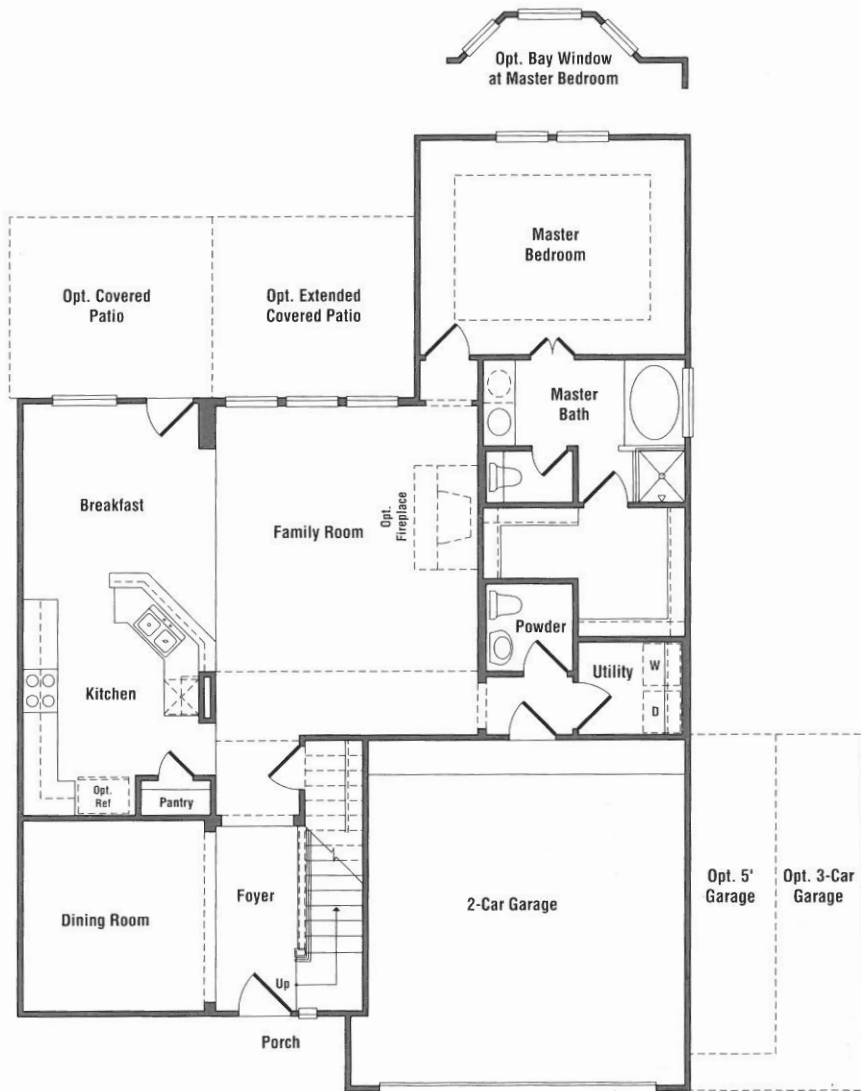 Opt. Bay Window
at Master Bedroom
Master
Bedroom
Opt. Covered
Patio
Opt. Extended
Covered Patio
Master
Bath
Breakfast
Family Room
Opt.
Fireplace
Powder
Utility
W
D
Kitchen
Opt.
Ref
Pantry
Dining Room
Foyer
Up
2-Car Garage
Opt. 5'
Garage
Opt. 3-Car
Garage
Porch